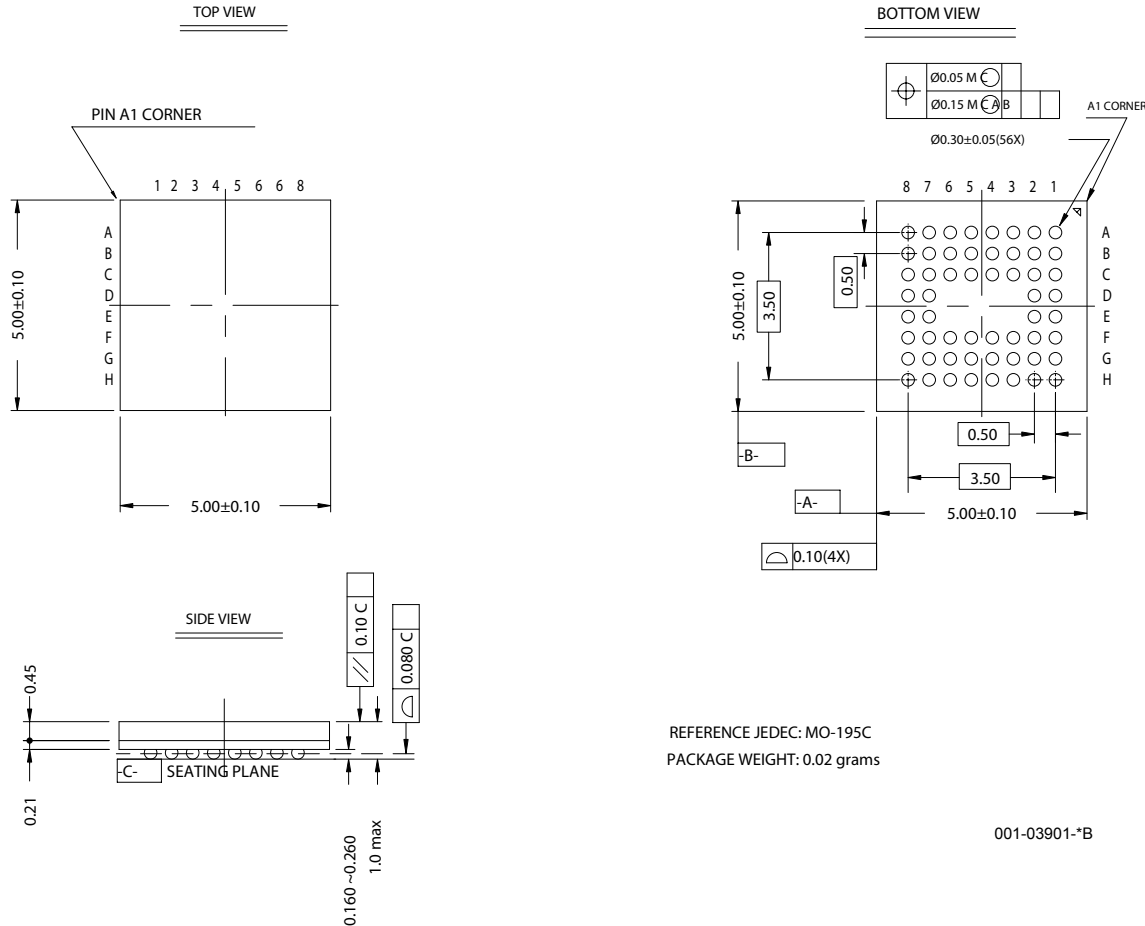 TOP VIEW
PIN A1 CORNER
1 2 3 4 5 6 6 8
A
B
C
D
E
F
G
H
5.00±0.10
5.00±0.10
BOTTOM VIEW
Ø0.05 M C
Ø0.15 M C A B
A1 CORNER
Ø0.30±0.05(56X)
8 7 6 5 4 3 2 1
A
B
C
D
E
F
G
H
5.00±0.10
3.50
0.50
0.50
3.50
5.00±0.10
-B-
-A-
0.10(4X)
SIDE VIEW
0.10 C
0.080 C
0.45
0.21
-C- SEATING PLANE
0.160 ~0.260
1.0 max
REFERENCE JEDEC: MO-195C
PACKAGE WEIGHT: 0.02 grams
001-03901-*B